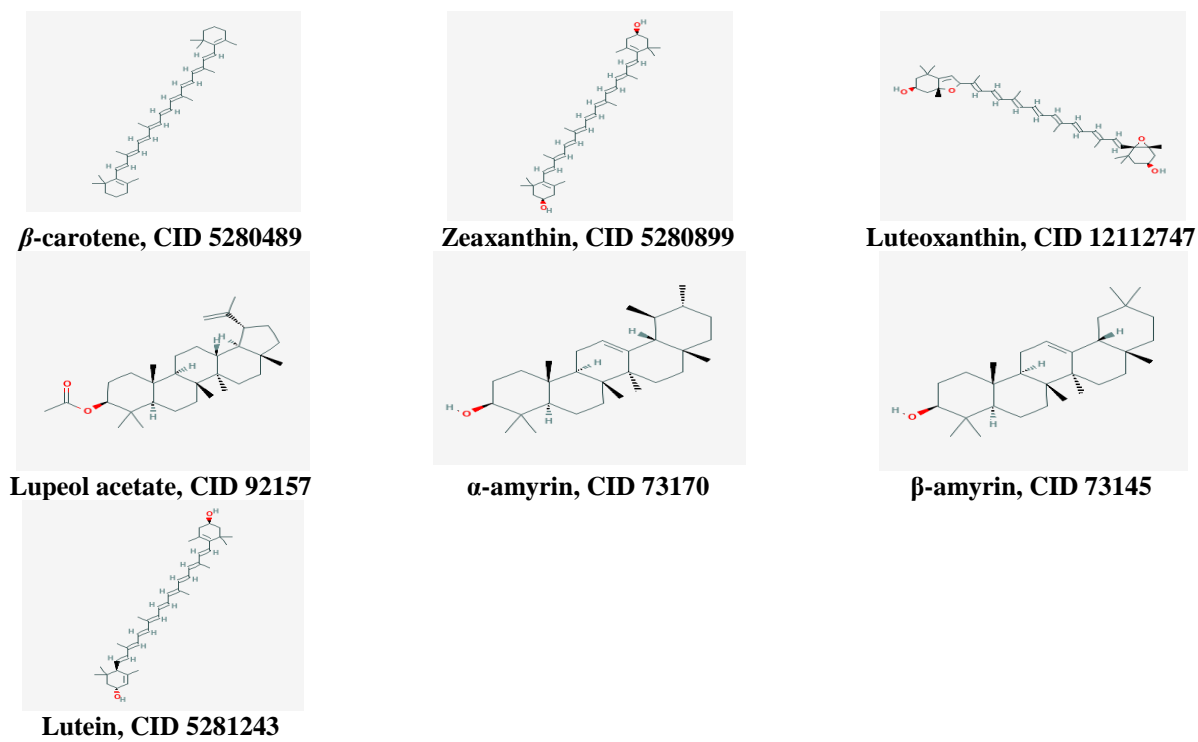 β-carotene, CID 5280489
Zeaxanthin, CID 5280899
Luteoxanthin, CID 12112747
Lupeol acetate, CID 92157
α-amyrin, CID 73170
β-amyrin, CID 73145
Lutein, CID 5281243